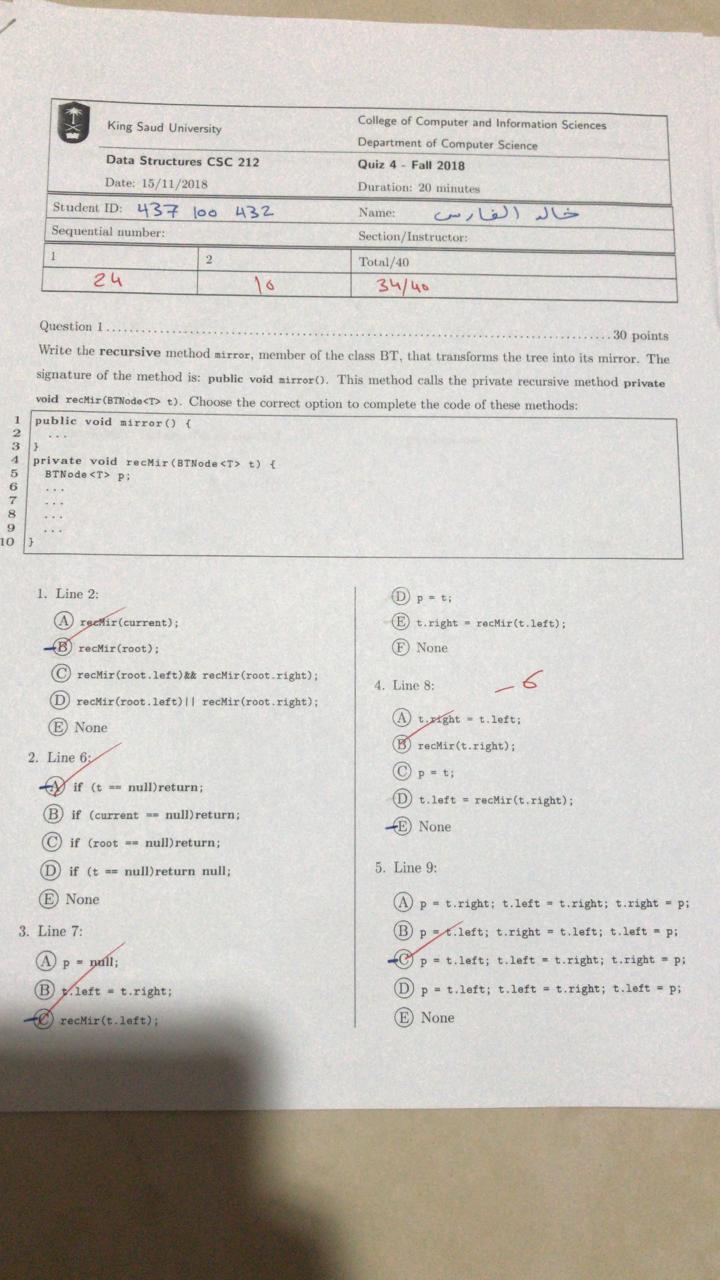 King Saud University
College of Computer and Information Sciences
Department of Computer Science
Data Structures CSC 212
Quiz 4 - Fall 2018
Date: 15/11/2018
Duration: 20 minutes
Student ID: 437 100 432
Name: خالد الفارس
Sequential number:
Section/Instructor:
1
2
Total/40
24
10
34/40
Question 1.......................................................................................30 points
Write the recursive method mirror, member of the class BT, that transforms the tree into its mirror. The
signature of the method is: public void mirror(). This method calls the private recursive method private
void recMir(BTNode<T> t). Choose the correct option to complete the code of these methods:
1 public void mirror() {
2 ...
3 }
4 private void recMir(BTNode<T> t) {
5 BTNode<T> p;
6 ...
7 ...
8 ...
9 ...
10 }
1. Line 2:
A recMir(current);
B recMir(root);
C recMir(root.left)&& recMir(root.right);
D recMir(root.left)|| recMir(root.right);
E None
2. Line 6:
A if (t == null)return;
B if (current == null)return;
C if (root == null)return;
D if (t == null)return null;
E None
3. Line 7:
A p = null;
B t.left = t.right;
C recMir(t.left);
D p = t;
E t.right = recMir(t.left);
F None
4. Line 8: -6
A t.right = t.left;
B recMir(t.right);
C p = t;
D t.left = recMir(t.right);
E None
5. Line 9:
A p = t.right; t.left = t.right; t.right = p;
B p = t.left; t.right = t.left; t.left = p;
C p = t.left; t.left = t.right; t.right = p;
D p = t.left; t.left = t.right; t.left = p;
E None